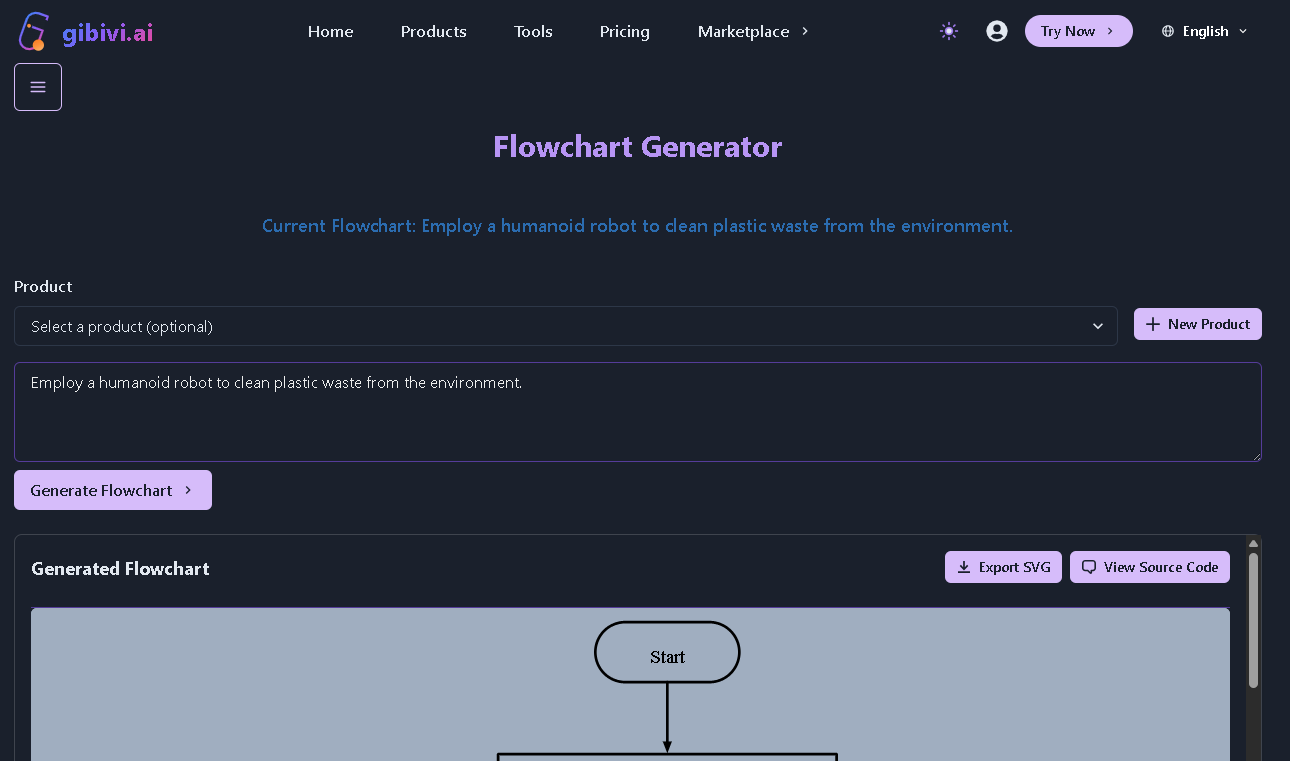 gibivi.ai Home Products Tools Pricing Marketplace Try Now English
Flowchart Generator
Current Flowchart: Employ a humanoid robot to clean plastic waste from the environment.
Product
Select a product (optional) New Product
Employ a humanoid robot to clean plastic waste from the environment.
Generate Flowchart
Generated Flowchart Export SVG View Source Code
Start